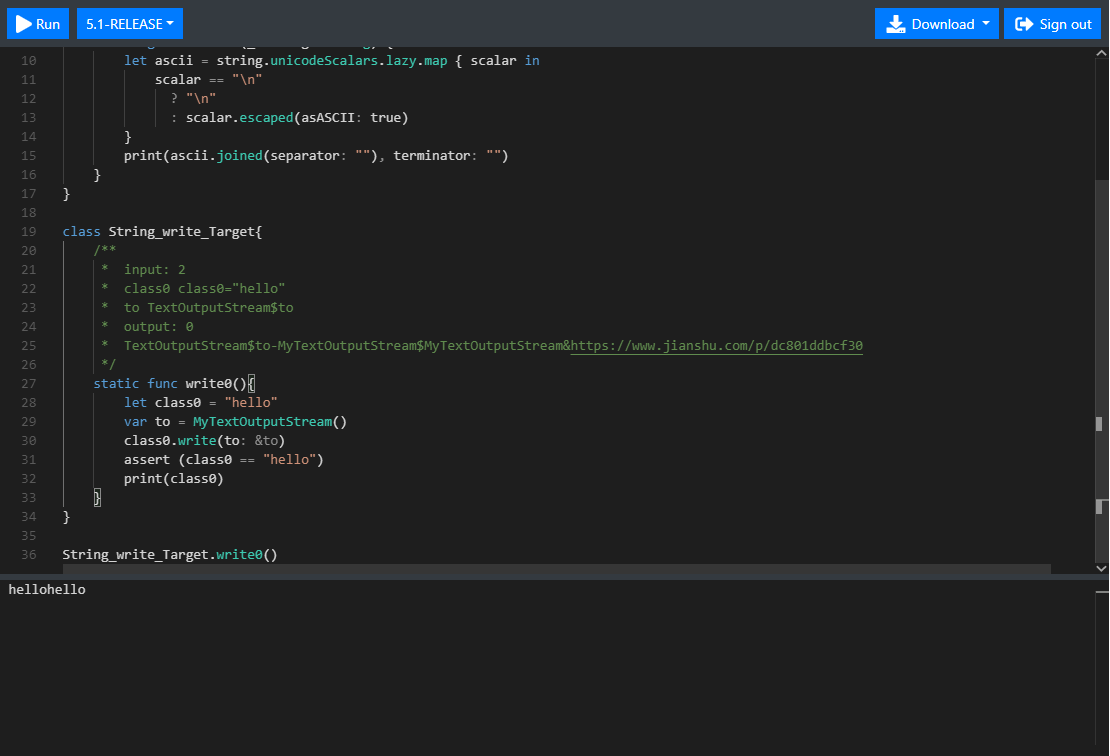 Run 5.1-RELEASE Download Sign out
10 let ascii = string.unicodeScalars.lazy.map { scalar in
11 scalar == "\n"
12 ? "\n"
13 : scalar.escaped(asASCII: true)
14 }
15 print(ascii.joined(separator: ""), terminator: "")
16 }
17 }
18
19 class String_write_Target{
20 /**
21 * input: 2
22 * class0 class0="hello"
23 * to TextOutputStream$to
24 * output: 0
25 * TextOutputStream$to-MyTextOutputStream$MyTextOutputStream&https://www.jianshu.com/p/dc801ddbcf30
26 */
27 static func write0(){
28 let class0 = "hello"
29 var to = MyTextOutputStream()
30 class0.write(to: &to)
31 assert (class0 == "hello")
32 print(class0)
33 }
34 }
35
36 String_write_Target.write0()
hellohello